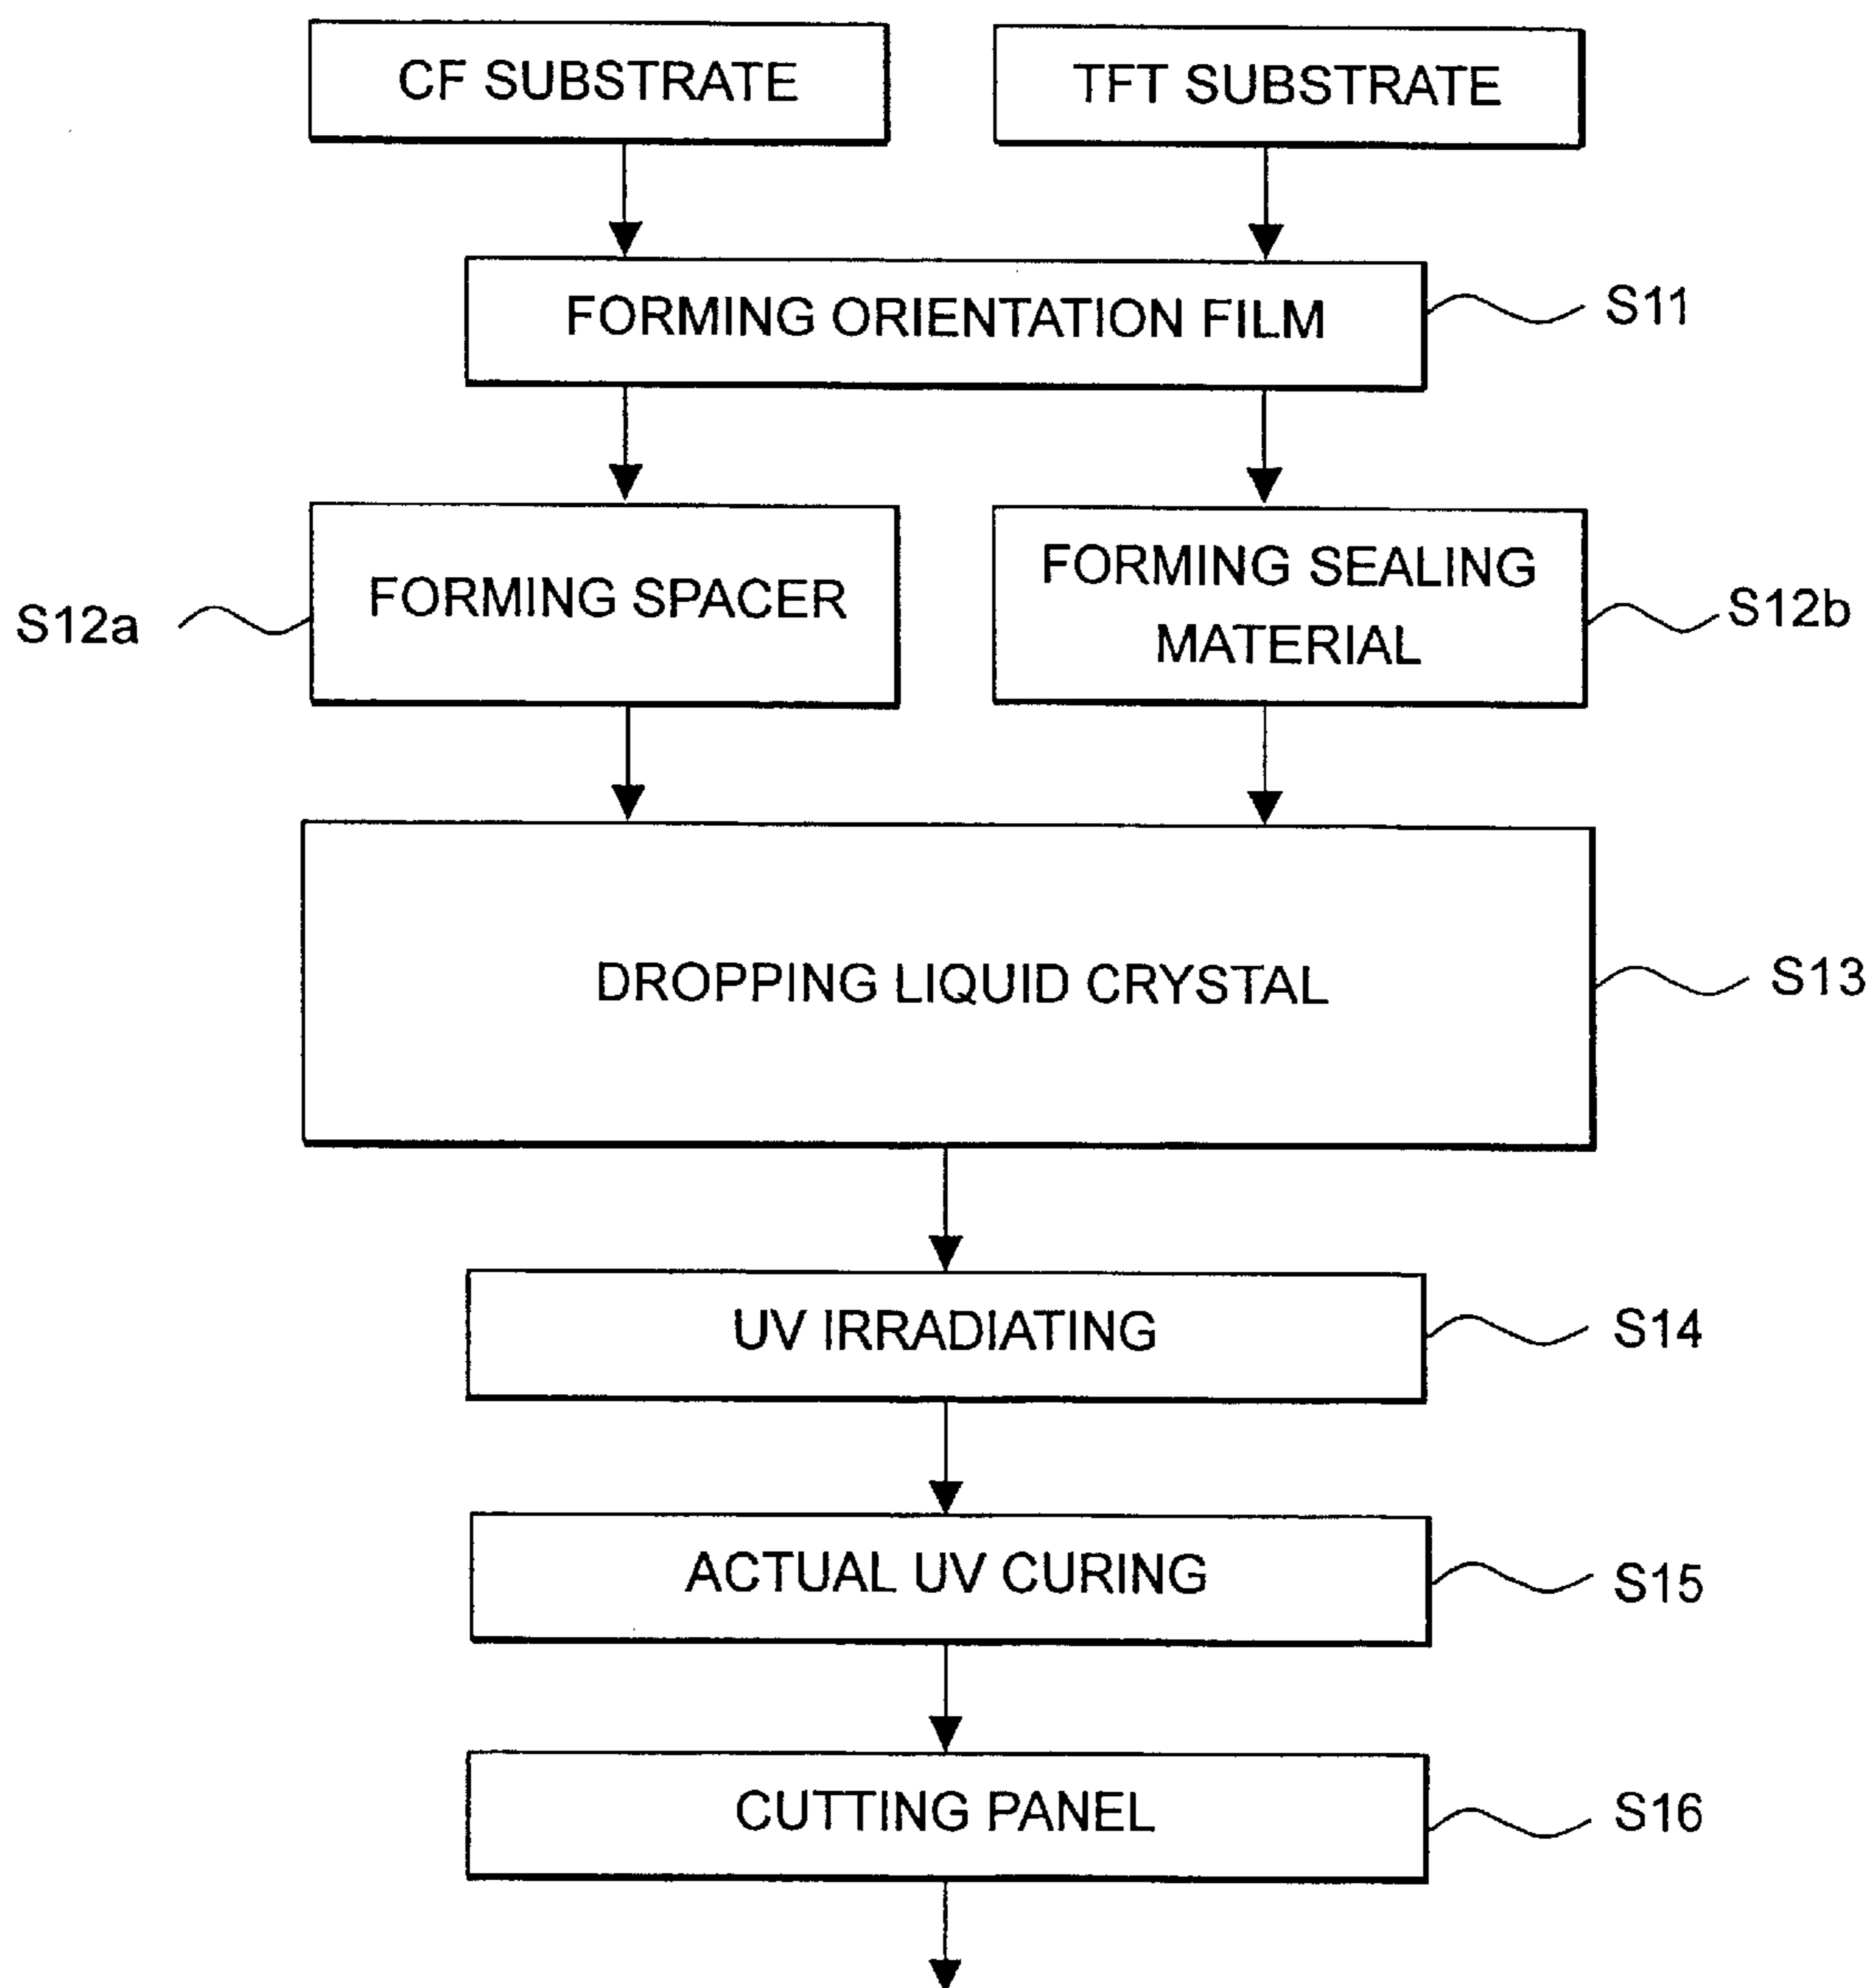 CF SUBSTRATE
TFT SUBSTRATE
FORMING ORIENTATION FILM
S11
S12a
FORMING SPACER
FORMING SEALING
MATERIAL
S12b
DROPPING LIQUID CRYSTAL
S13
UV IRRADIATING
S14
ACTUAL UV CURING
S15
CUTTING PANEL
S16